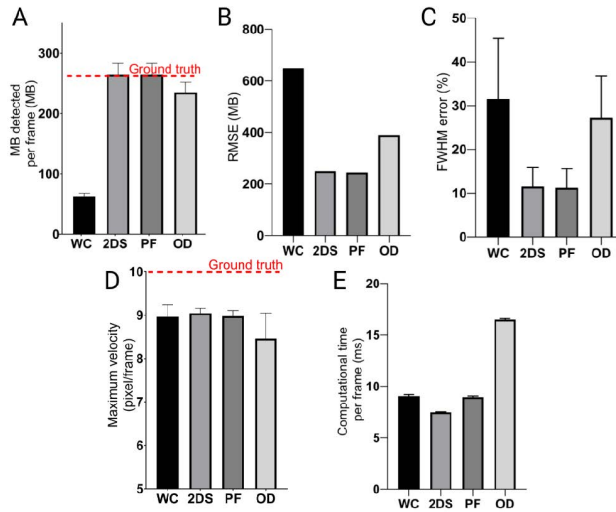 A
MB detected
per frame (MB)
300
200
100
0
Ground truth
WC 2DS PF OD
B
RMSE (MB)
800
600
400
200
0
WC 2DS PF OD
C
FWHM error (%)
50
40
30
20
10
0
WC 2DS PF OD
D
Maximum velocity
(pixel/frame)
10
9
8
7
6
5
Ground truth
WC 2DS PF OD
E
Computational time
per frame (ms)
20
15
10
5
0
WC 2DS PF OD